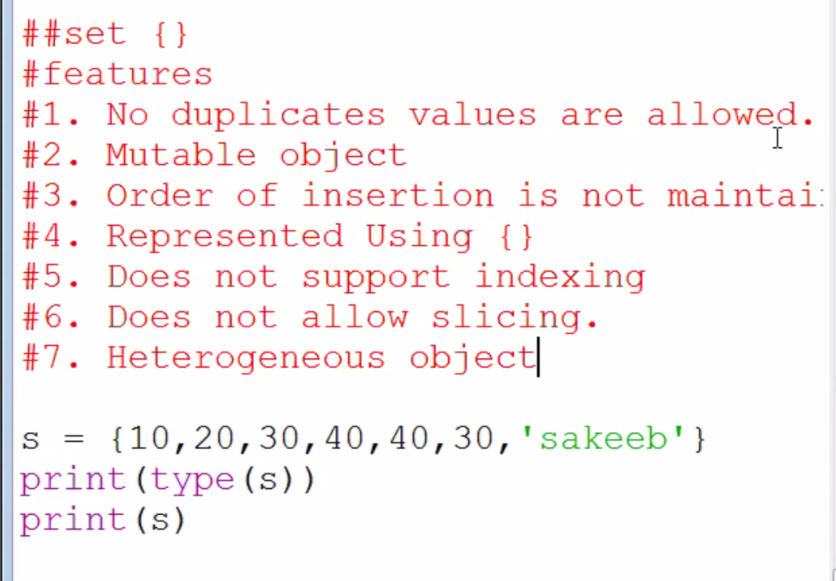 ##set {}
#features
#1. No duplicates values are allowed.
#2. Mutable object
#3. Order of insertion is not
#4. Represented Using {}
#5. Does not support indexing
#6. Does not allow slicing.
#7. Heterogeneous object
s = {10,20,30,40,40,30,'sakeeb'}
print(type(s))
print(s)